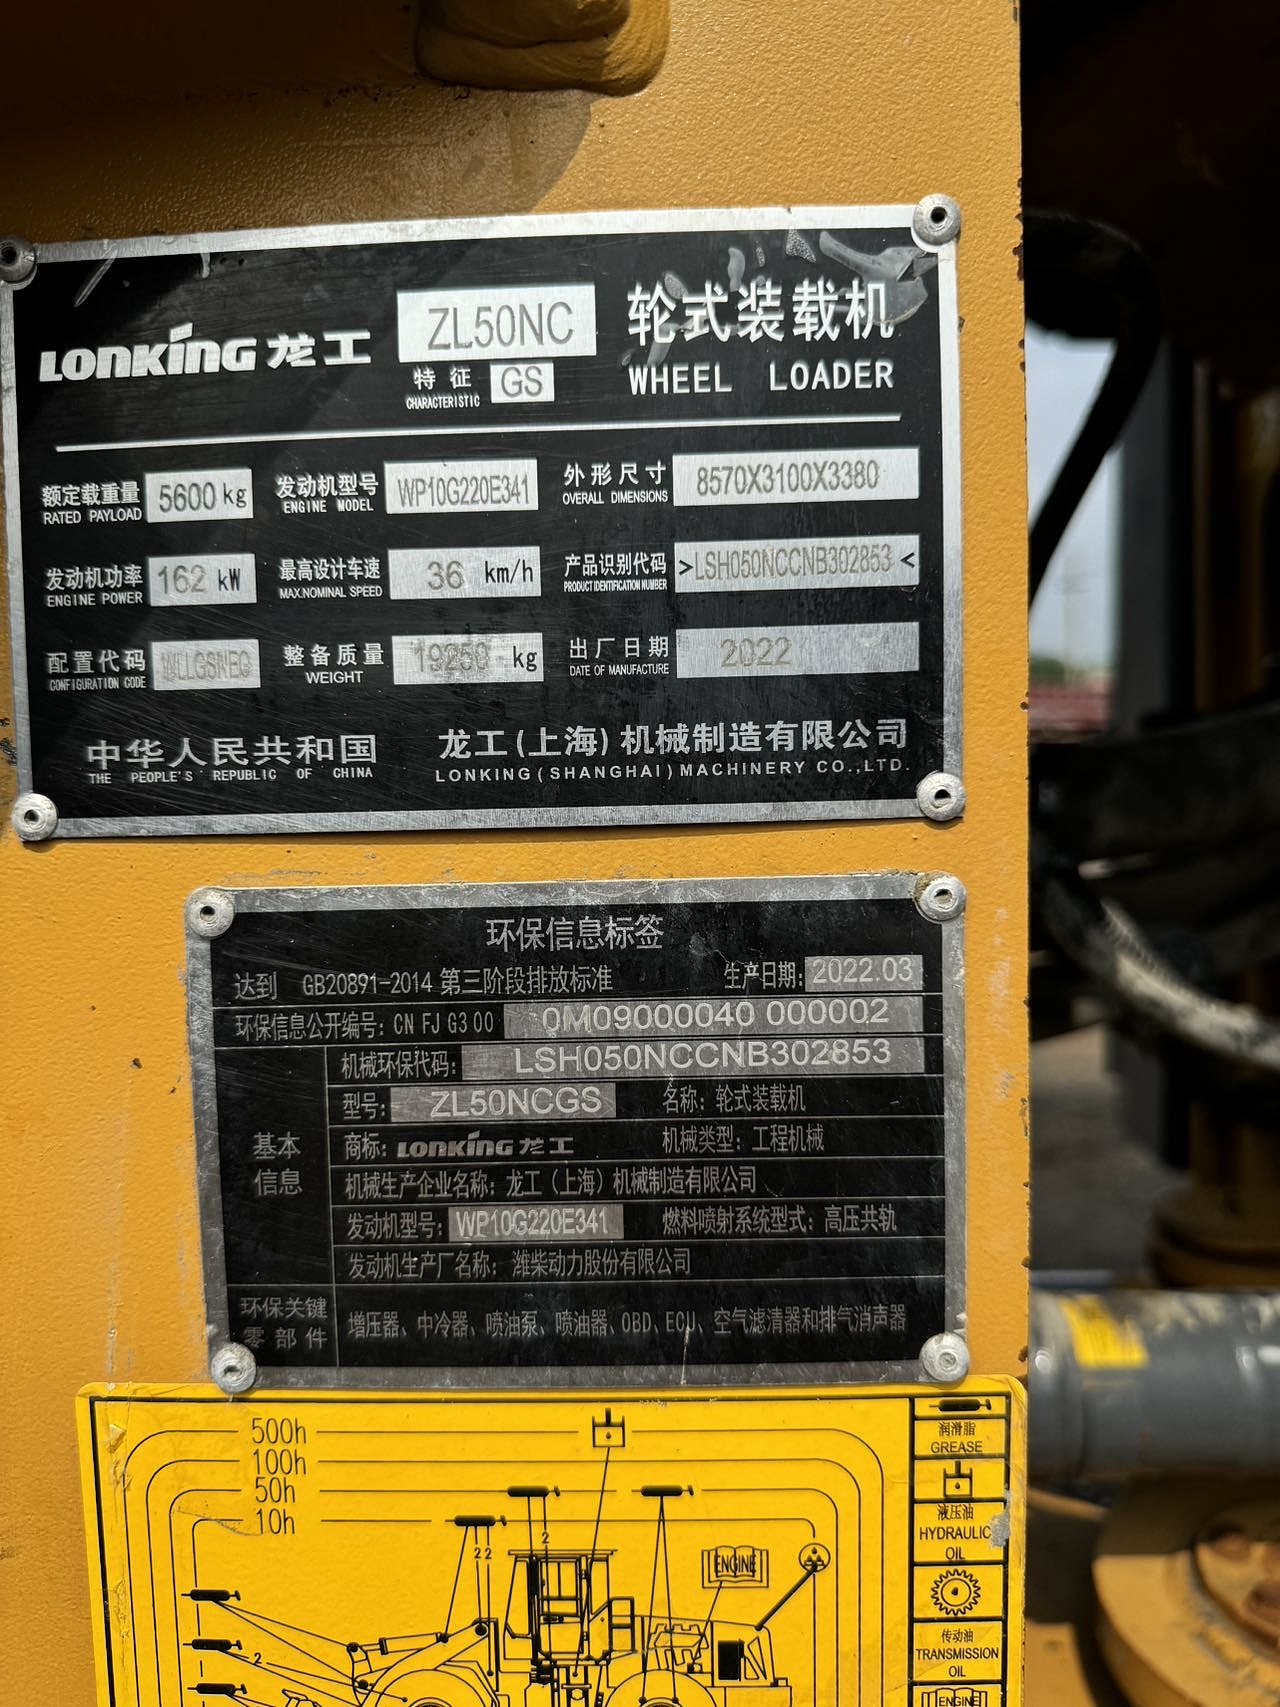 LONKING 龙工 ZL50NC 轮式装载机
特征 GS WHEEL LOADER
CHARACTERISTIC
额定载重量 5600 kg 发动机型号 WP10G220E341 外形尺寸 8570X3100X3380
RATED PAYLOAD ENGINE MODEL OVERALL DIMENSIONS
发动机功率 162 kW 最高设计车速 36 km/h 产品识别代码 >LSH050NCCNB302853<
ENGINE POWER MAX.NOMINAL SPEED PRODUCT IDENTIFICATION NUMBER
配置代码 整备质量 kg 出厂日期 2022
CONFIGURATION CODE WEIGHT DATE OF MANUFACTURE
中华人民共和国 龙工(上海)机械制造有限公司
THE PEOPLE'S REPUBLIC OF CHINA LONKING(SHANGHAI)MACHINERY CO.,LTD.
环保信息标签
达到 GB20891-2014 第三阶段排放标准 生产日期: 2022.03
环保信息公开编号: CN FJ G3 00 0M09000040 000002
基本信息
机械环保代码: LSH050NCCNB302853
型号: ZL50NCGS 名称: 轮式装载机
商标: LONKING 龙工 机械类型: 工程机械
机械生产企业名称: 龙工(上海)机械制造有限公司
发动机型号: WP10G220E341 燃料喷射系统型式: 高压共轨
发动机生产厂名称: 潍柴动力股份有限公司
环保关键零部件 增压器、中冷器、喷油泵、喷油器、OBD、ECU、空气滤清器和排气消声器
500h
100h
50h
10h
2
2 2
2
ENGINE
润滑脂
GREASE
液压油
HYDRAULIC
OIL
传动油
TRANSMISSION
OIL
ENGINE